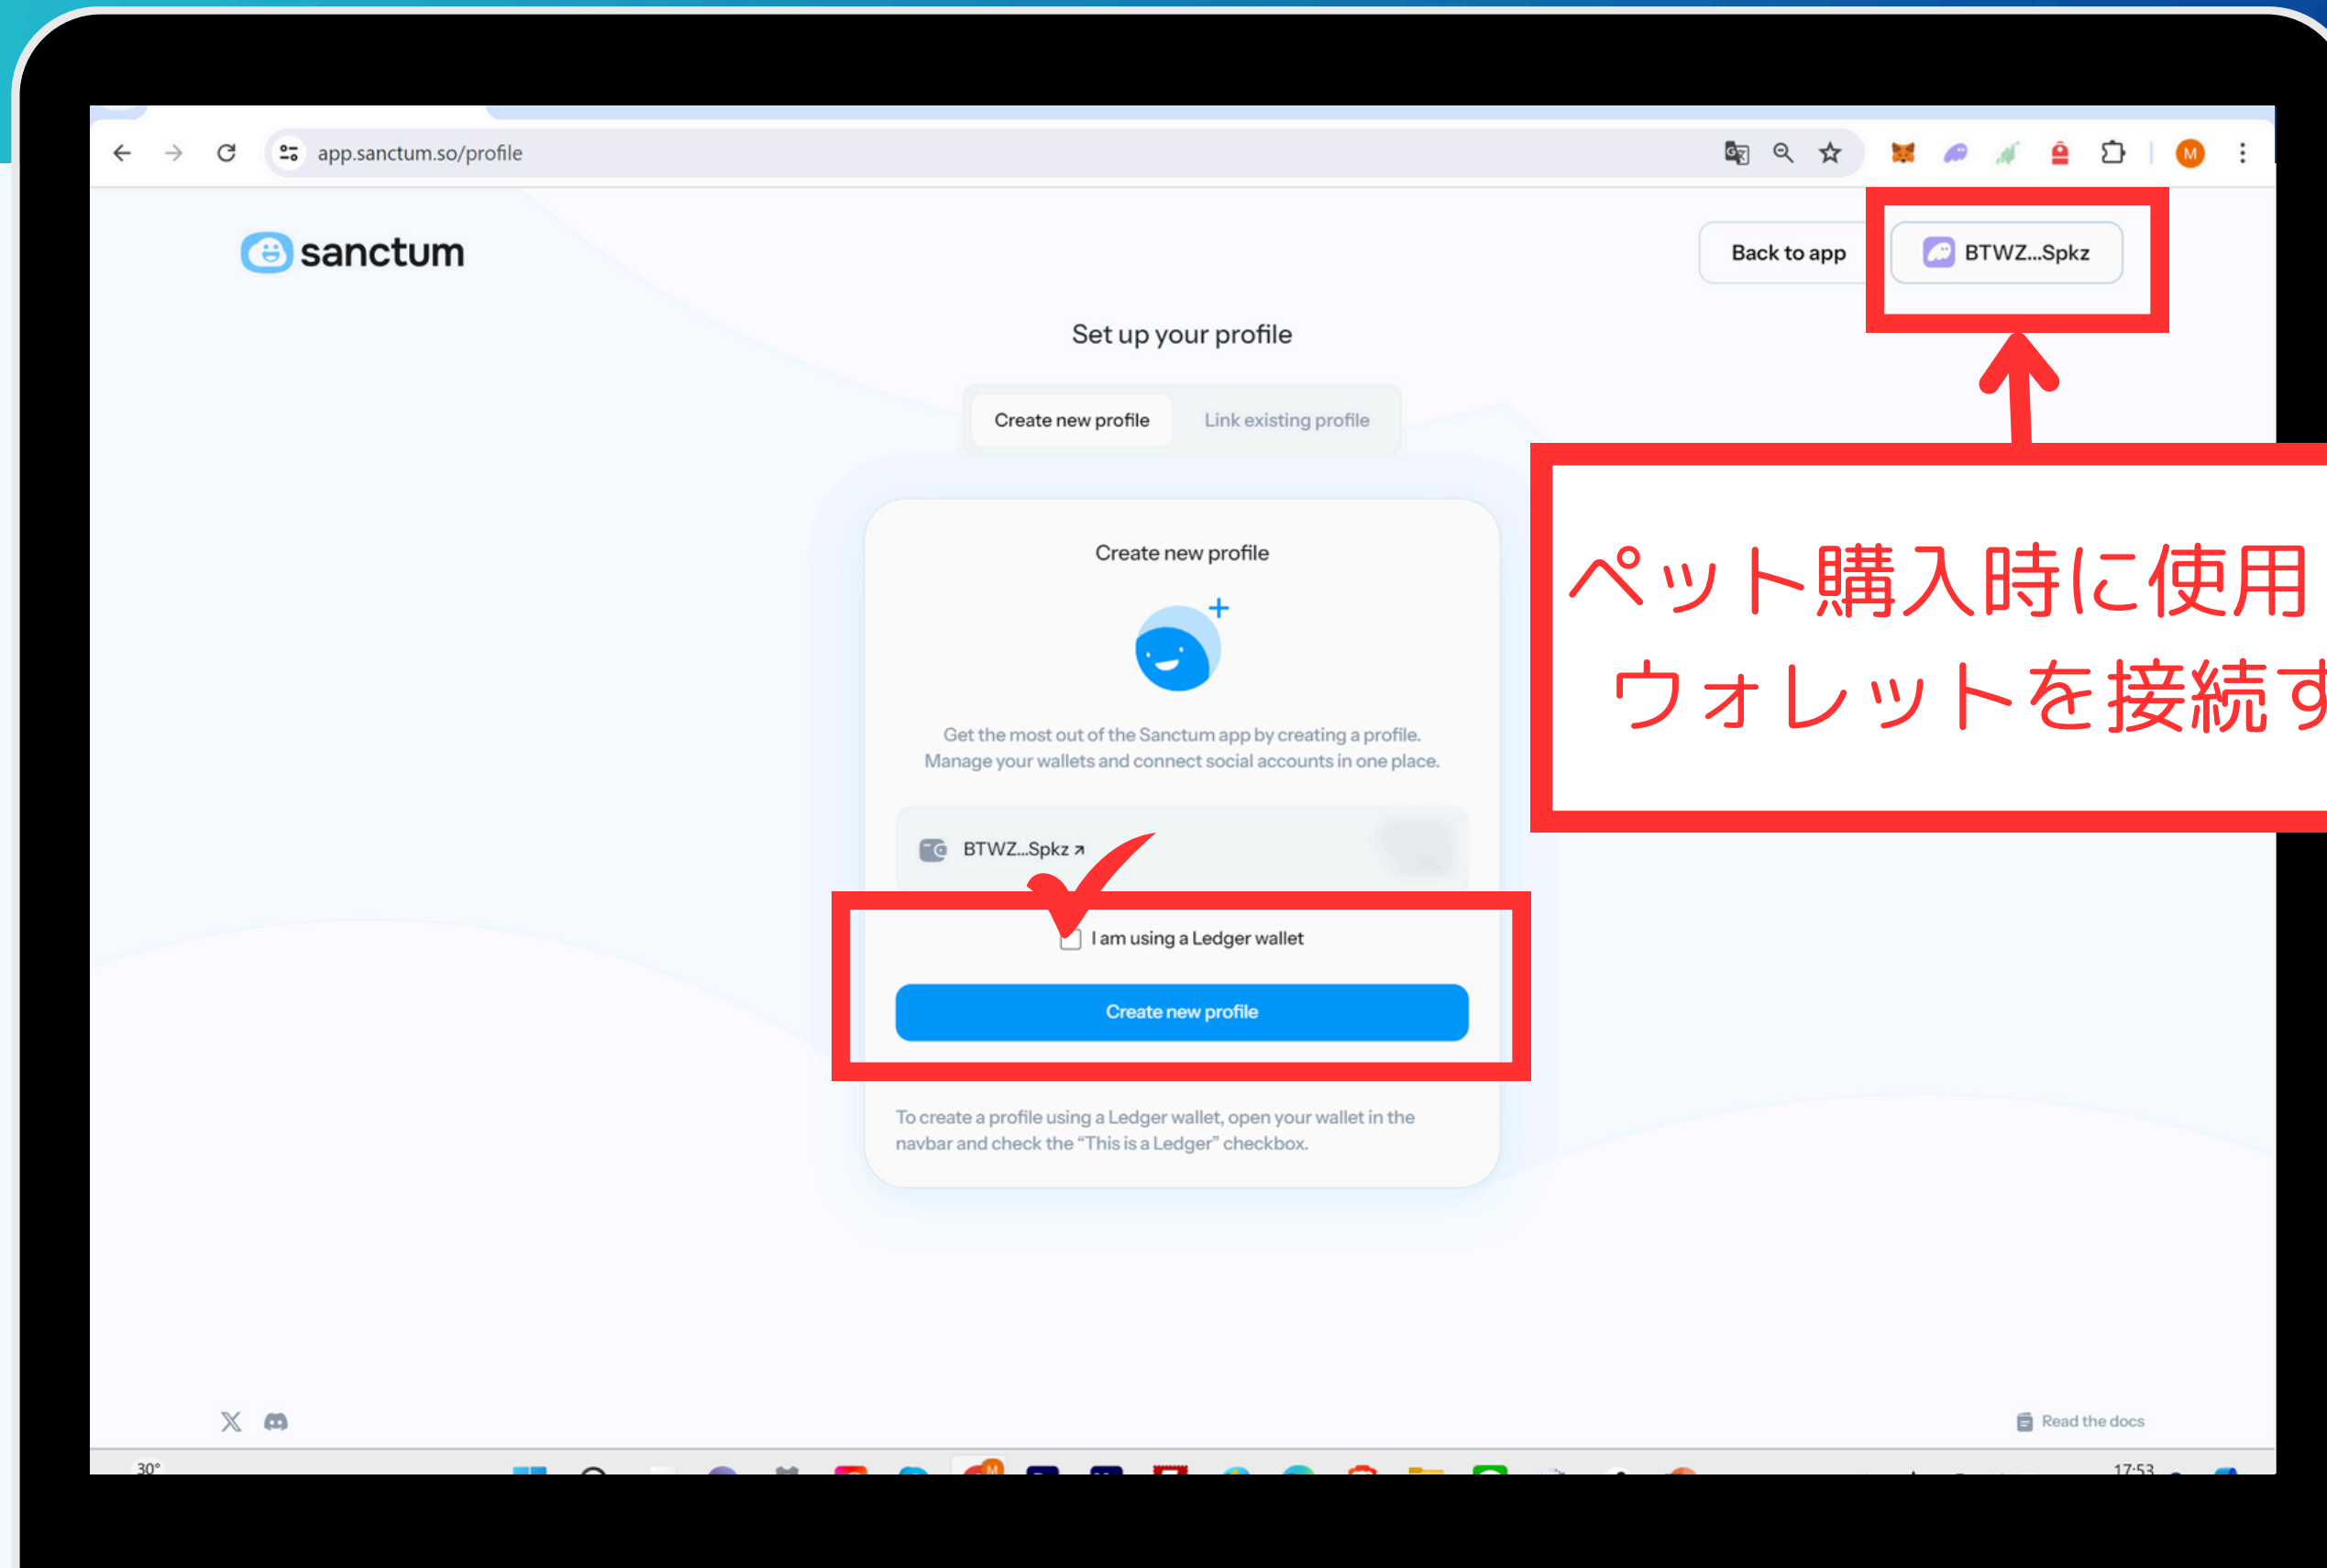 app.sanctum.so/profile
M
sanctum
Back to app
BTWZ...Spkz
Set up your profile
Create new profile
Link existing profile
ペット購入時に使用
ウォレットを接続す
Create new profile
Get the most out of the Sanctum app by creating a profile.
Manage your wallets and connect social accounts in one place.
BTWZ...Spkz
I am using a Ledger wallet
Create new profile
To create a profile using a Ledger wallet, open your wallet in the
navbar and check the “This is a Ledger” checkbox.
Read the docs
30°
M
17:53